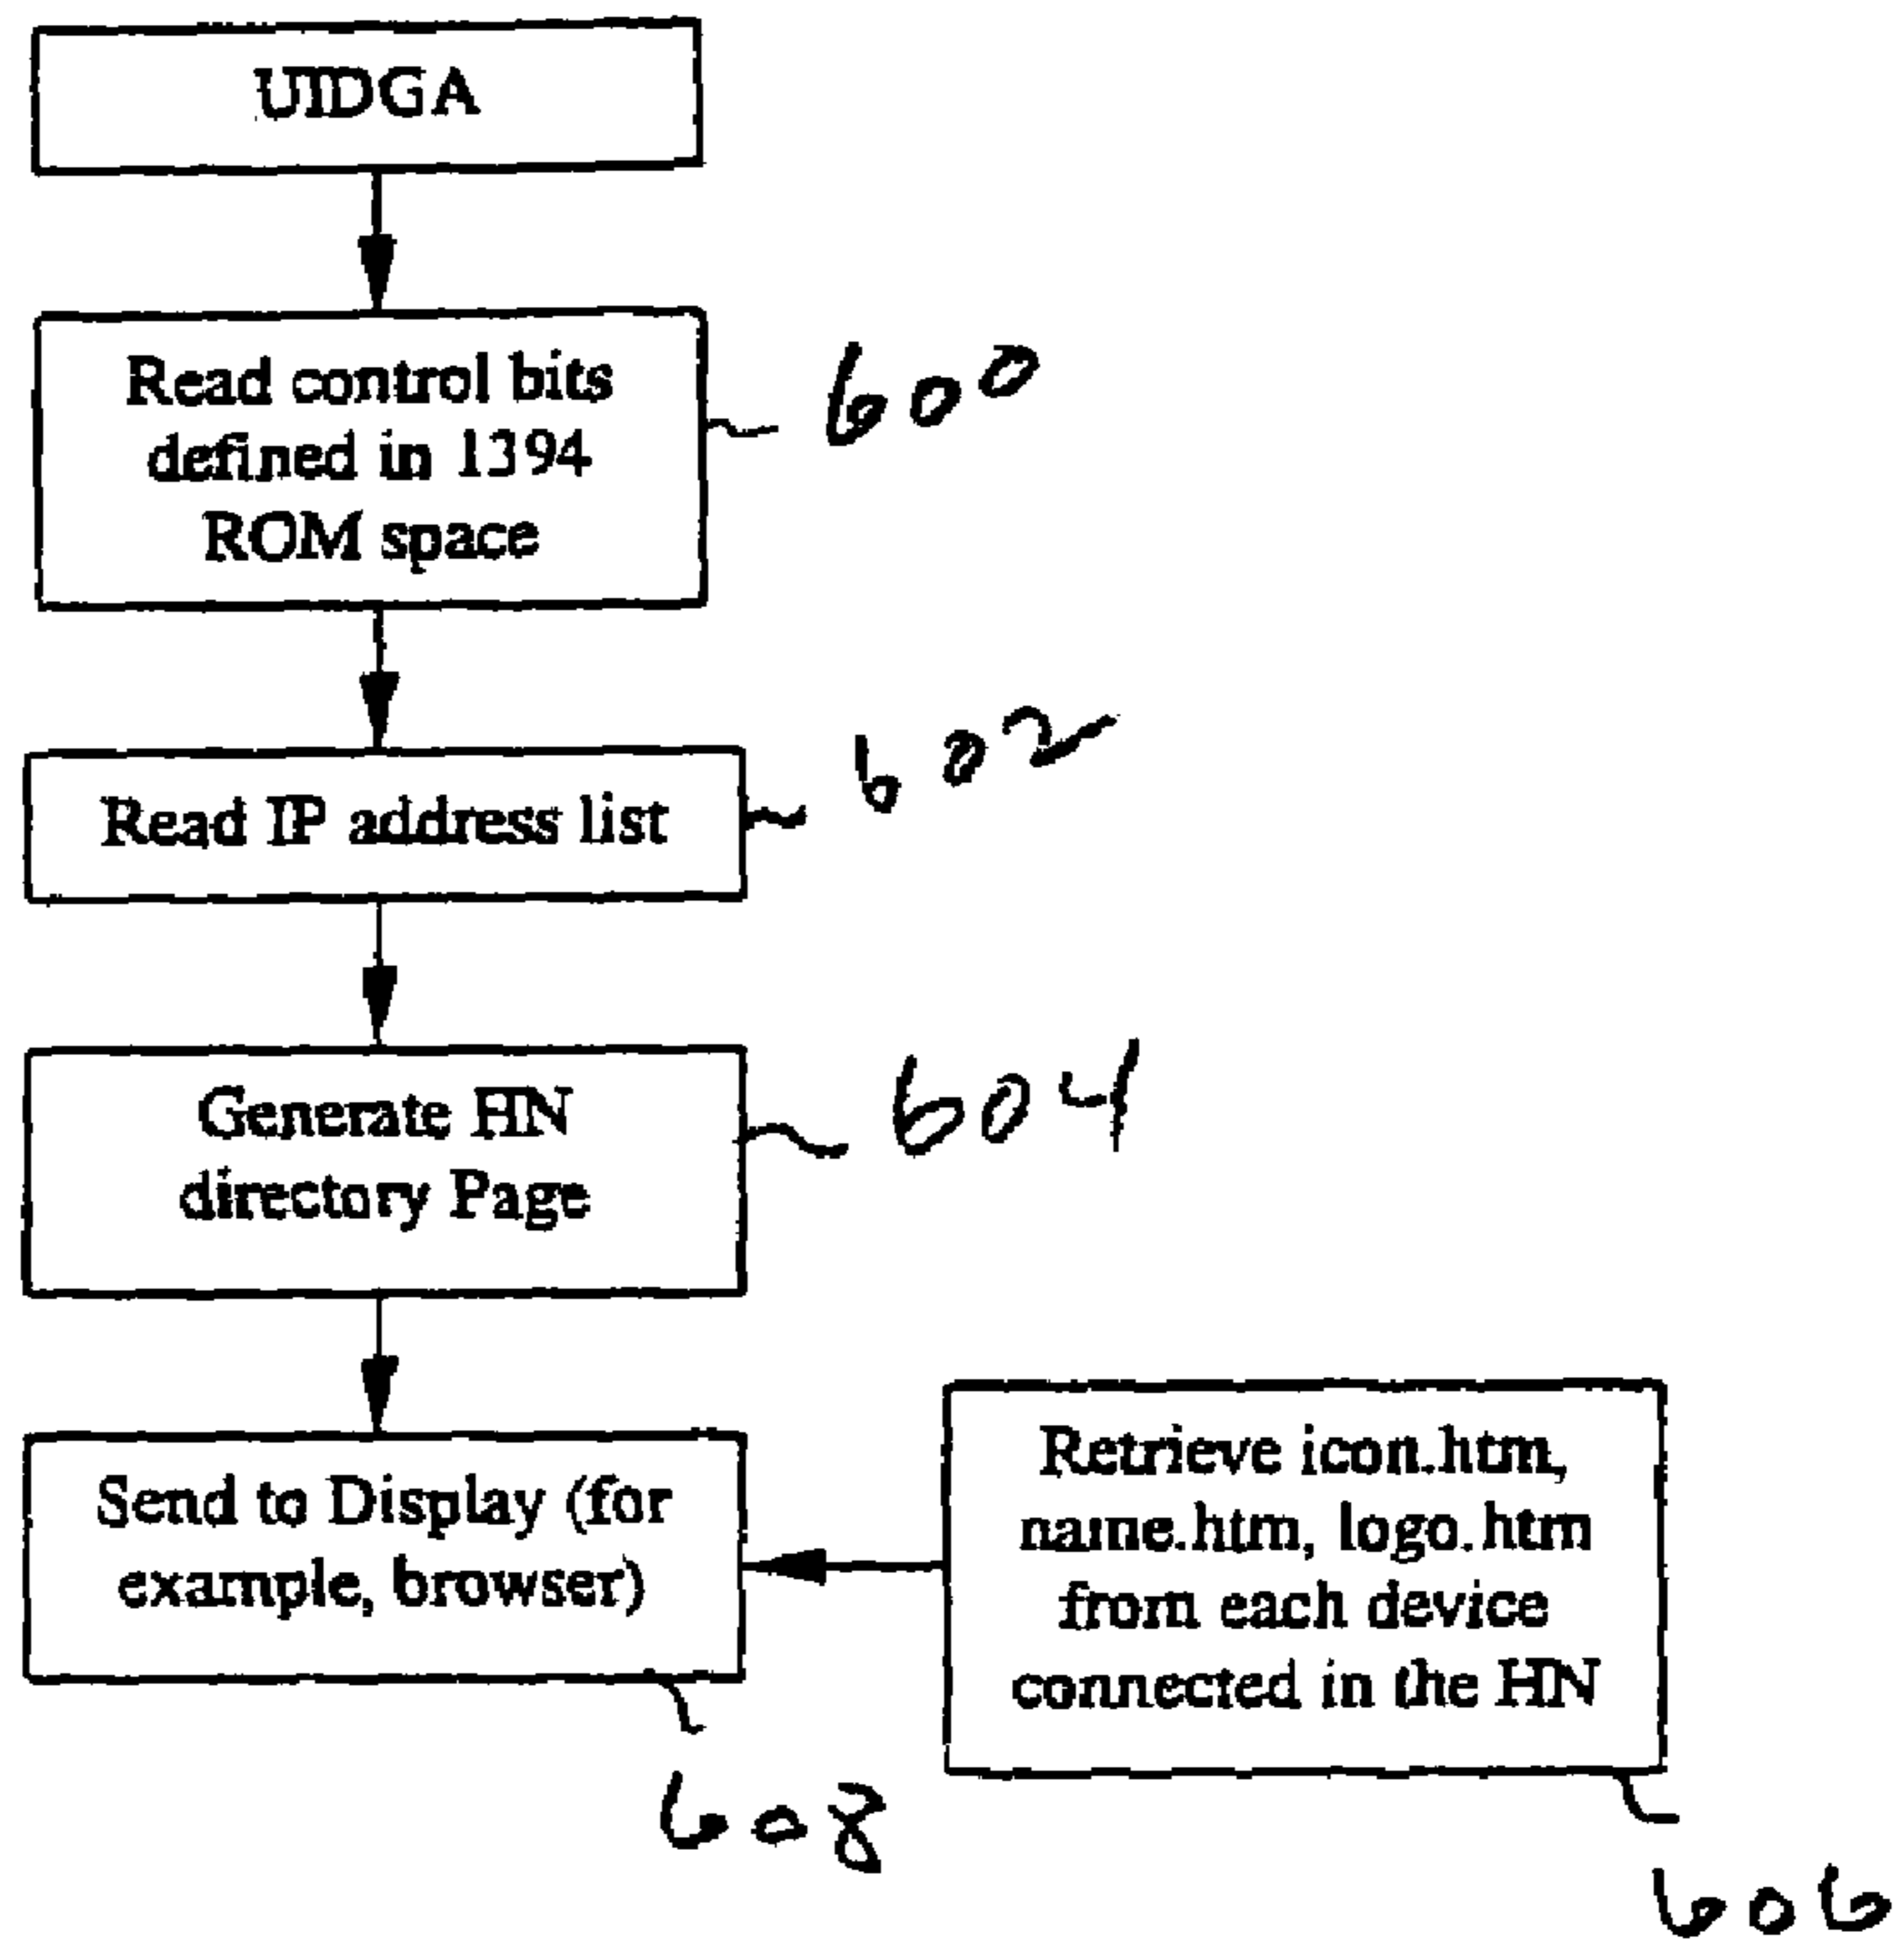 UIDGA
Read control bits
defined in 1394
ROM space
600
Read IP address list
602
Generate HN
directory Page
604
Send to Display (for
example, browser)
608
Retrieve icon.htm,
name.htm, logo.htm
from each device
connected in the HN
606